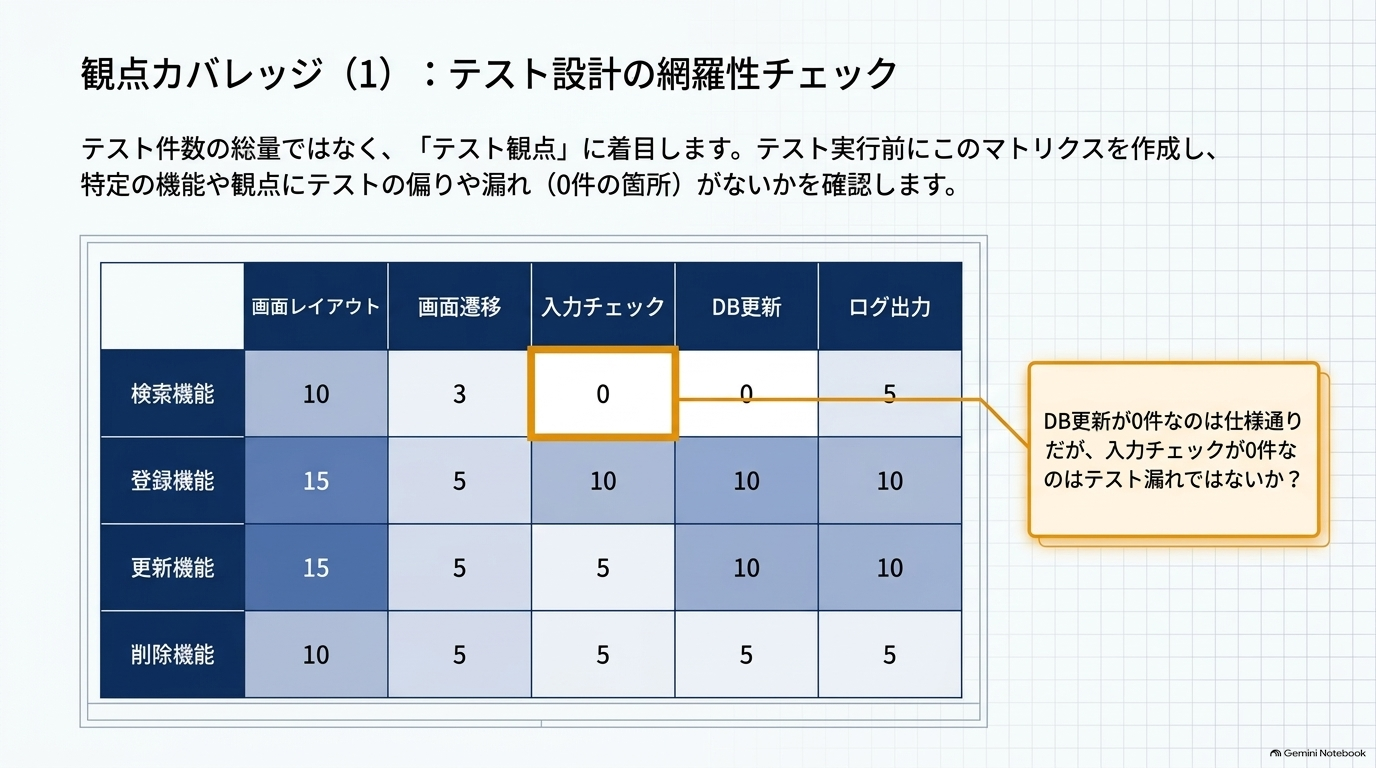 観点カバレッジ（1）：テスト設計の網羅性チェック
テスト件数の総量ではなく、「テスト観点」に着目します。テスト実行前にこのマトリクスを作成し、
特定の機能や観点にテストの偏りや漏れ（0件の箇所）がないかを確認します。
画面レイアウト 画面遷移 入力チェック DB更新 ログ出力
検索機能 10 3 0 0 5
登録機能 15 5 10 10 10
更新機能 15 5 5 10 10
削除機能 10 5 5 5 5
DB更新が0件なのは仕様通り
だが、入力チェックが0件な
のはテスト漏れではないか？
Gemini Notebook